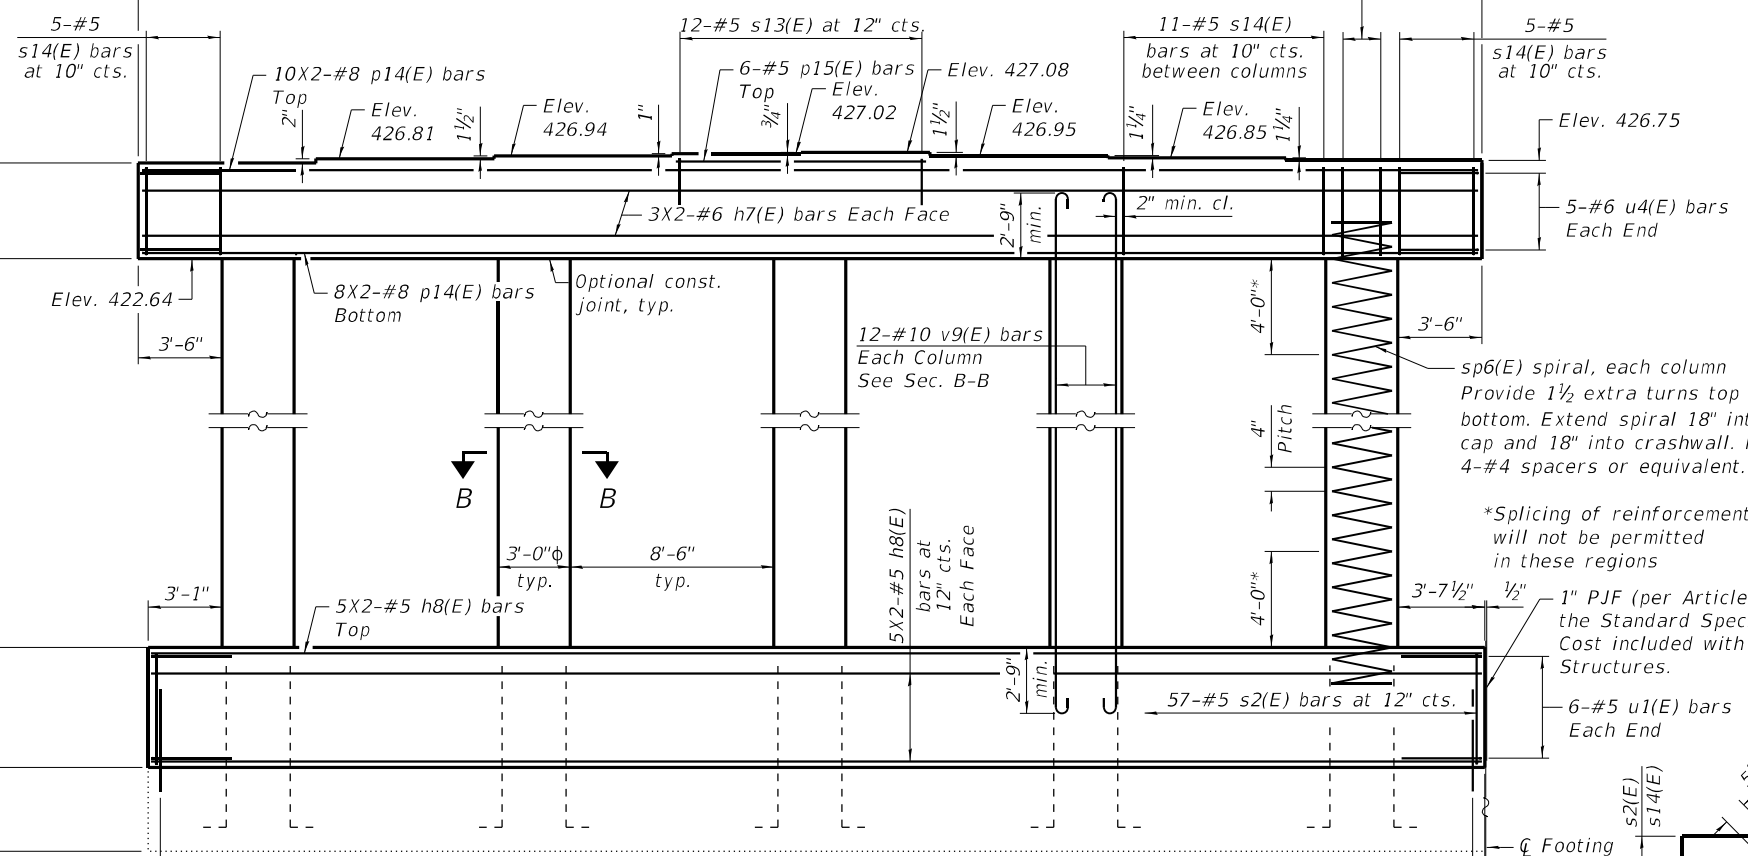 5-#5
s14(E) bars
at 10" cts.
12-#5 s13(E) at 12" cts.
11-#5 s14(E)
bars at 10" cts.
between columns
5-#5
s14(E) bars
at 10" cts.
10X2-#8 p14(E) bars
Top
6-#5 p15(E) bars
Top
Elev. 427.08
Elev.
427.02
2"
Elev.
426.81
1½"
Elev.
426.94
1"
¾"
1½"
Elev.
426.95
1¼"
Elev.
426.85
1¼"
Elev. 426.75
3X2-#6 h7(E) bars Each Face
2'-9"
min.
2" min. cl.
5-#6 u4(E) bars
Each End
Elev. 422.64
8X2-#8 p14(E) bars
Bottom
Optional const.
joint, typ.
3'-6"
12-#10 v9(E) bars
Each Column
See Sec. B-B
4'-0"*
3'-6"
sp6(E) spiral, each column
Provide 1½ extra turns top
bottom. Extend spiral 18" int
cap and 18" into crashwall.
4-#4 spacers or equivalent.
4"
Pitch
B
B
*Splicing of reinforcement
will not be permitted
in these regions
3'-0"ϕ
typ.
8'-6"
typ.
5X2-#5 h8(E)
bars at
12" cts.
Each Face
4'-0"*
3'-1"
5X2-#5 h8(E) bars
Top
3'-7½"
½"
1" PJF (per Article
the Standard Spec
Cost included with
Structures.
2'-9"
min.
57-#5 s2(E) bars at 12" cts.
6-#5 u1(E) bars
Each End
s2(E)
s14(E)
℄ Footing